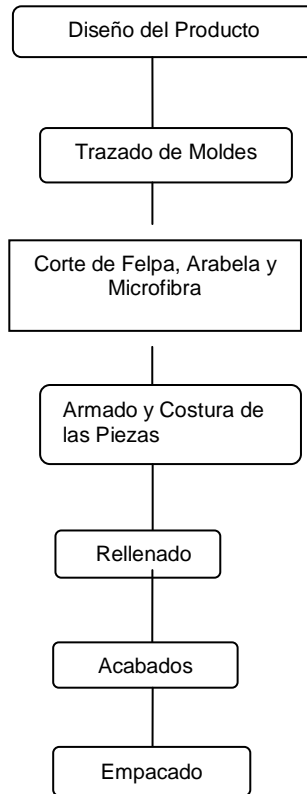 Diseño del Producto
Trazado de Moldes
Corte de Felpa, Arabela y
Microfibra
Armado y Costura de
las Piezas
Rellenado
Acabados
Empacado